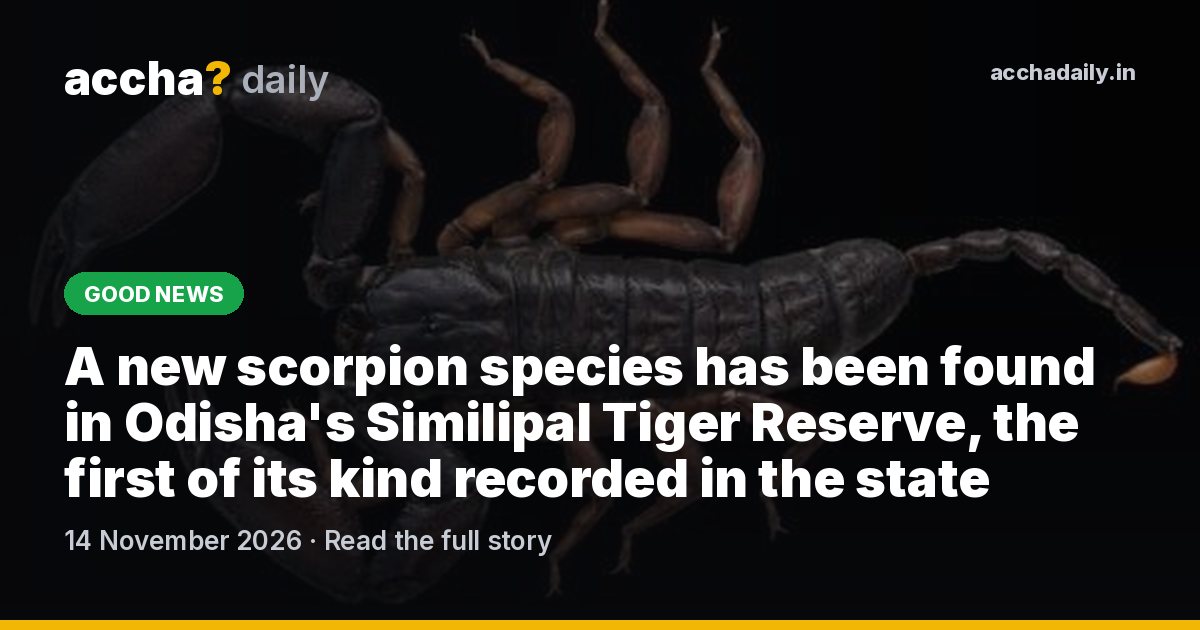 accha? daily
acchadaily.in
GOOD NEWS
A new scorpion species has been found
in Odisha's Similipal Tiger Reserve, the
first of its kind recorded in the state
14 November 2026 · Read the full story